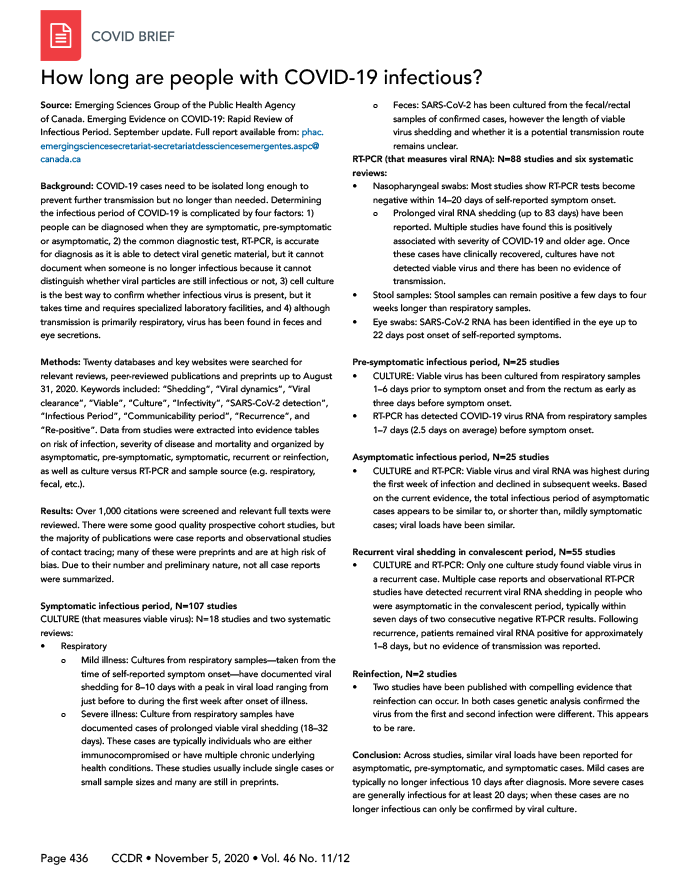 COVID BRIEF
How long are people with COVID-19 infectious?
Source: Emerging Sciences Group of the Public Health Agency
of Canada. Emerging Evidence on COVID-19: Rapid Review of
Infectious Period. September update. Full report available from: phac.
emergingsciencesecretariat-secretariatdessciencesemergentes.aspc@
canada.ca
Background: COVID-19 cases need to be isolated long enough to
prevent further transmission but no longer than needed. Determining
the infectious period of COVID-19 is complicated by four factors: 1)
people can be diagnosed when they are symptomatic, pre-symptomatic
or asymptomatic, 2) the common diagnostic test, RT-PCR, is accurate
for diagnosis as it is able to detect viral genetic material, but it cannot
document when someone is no longer infectious because it cannot
distinguish whether viral particles are still infectious or not, 3) cell culture
is the best way to confirm whether infectious virus is present, but it
takes time and requires specialized laboratory facilities, and 4) although
transmission is primarily respiratory, virus has been found in feces and
eye secretions.
Methods: Twenty databases and key websites were searched for
relevant reviews, peer-reviewed publications and preprints up to August
31, 2020. Keywords included: “Shedding”, “Viral dynamics”, “Viral
clearance”, “Viable”, “Culture”, “Infectivity”, “SARS-CoV-2 detection”,
“Infectious Period”, “Communicability period”, “Recurrence”, and
“Re-positive”. Data from studies were extracted into evidence tables
on risk of infection, severity of disease and mortality and organized by
asymptomatic, pre-symptomatic, symptomatic, recurrent or reinfection,
as well as culture versus RT-PCR and sample source (e.g. respiratory,
fecal, etc.).
Results: Over 1,000 citations were screened and relevant full texts were
reviewed. There were some good quality prospective cohort studies, but
the majority of publications were case reports and observational studies
of contact tracing; many of these were preprints and are at high risk of
bias. Due to their number and preliminary nature, not all case reports
were summarized.
Symptomatic infectious period, N=107 studies
CULTURE (that measures viable virus): N=18 studies and two systematic
reviews:
• Respiratory
o Mild illness: Cultures from respiratory samples—taken from the
time of self-reported symptom onset—have documented viral
shedding for 8–10 days with a peak in viral load ranging from
just before to during the first week after onset of illness.
o Severe illness: Culture from respiratory samples have
documented cases of prolonged viable viral shedding (18–32
days). These cases are typically individuals who are either
immunocompromised or have multiple chronic underlying
health conditions. These studies usually include single cases or
small sample sizes and many are still in preprints.
o Feces: SARS-CoV-2 has been cultured from the fecal/rectal
samples of confirmed cases, however the length of viable
virus shedding and whether it is a potential transmission route
remains unclear.
RT-PCR (that measures viral RNA): N=88 studies and six systematic
reviews:
• Nasopharyngeal swabs: Most studies show RT-PCR tests become
negative within 14–20 days of self-reported symptom onset.
o Prolonged viral RNA shedding (up to 83 days) have been
reported. Multiple studies have found this is positively
associated with severity of COVID-19 and older age. Once
these cases have clinically recovered, cultures have not
detected viable virus and there has been no evidence of
transmission.
• Stool samples: Stool samples can remain positive a few days to four
weeks longer than respiratory samples.
• Eye swabs: SARS-CoV-2 RNA has been identified in the eye up to
22 days post onset of self-reported symptoms.
Pre-symptomatic infectious period, N=25 studies
• CULTURE: Viable virus has been cultured from respiratory samples
1–6 days prior to symptom onset and from the rectum as early as
three days before symptom onset.
• RT-PCR has detected COVID-19 virus RNA from respiratory samples
1–7 days (2.5 days on average) before symptom onset.
Asymptomatic infectious period, N=25 studies
• CULTURE and RT-PCR: Viable virus and viral RNA was highest during
the first week of infection and declined in subsequent weeks. Based
on the current evidence, the total infectious period of asymptomatic
cases appears to be similar to, or shorter than, mildly symptomatic
cases; viral loads have been similar.
Recurrent viral shedding in convalescent period, N=55 studies
• CULTURE and RT-PCR: Only one culture study found viable virus in
a recurrent case. Multiple case reports and observational RT-PCR
studies have detected recurrent viral RNA shedding in people who
were asymptomatic in the convalescent period, typically within
seven days of two consecutive negative RT-PCR results. Following
recurrence, patients remained viral RNA positive for approximately
1–8 days, but no evidence of transmission was reported.
Reinfection, N=2 studies
• Two studies have been published with compelling evidence that
reinfection can occur. In both cases genetic analysis confirmed the
virus from the first and second infection were different. This appears
to be rare.
Conclusion: Across studies, similar viral loads have been reported for
asymptomatic, pre-symptomatic, and symptomatic cases. Mild cases are
typically no longer infectious 10 days after diagnosis. More severe cases
are generally infectious for at least 20 days; when these cases are no
longer infectious can only be confirmed by viral culture.
Page 436 CCDR • November 5, 2020 • Vol. 46 No. 11/12